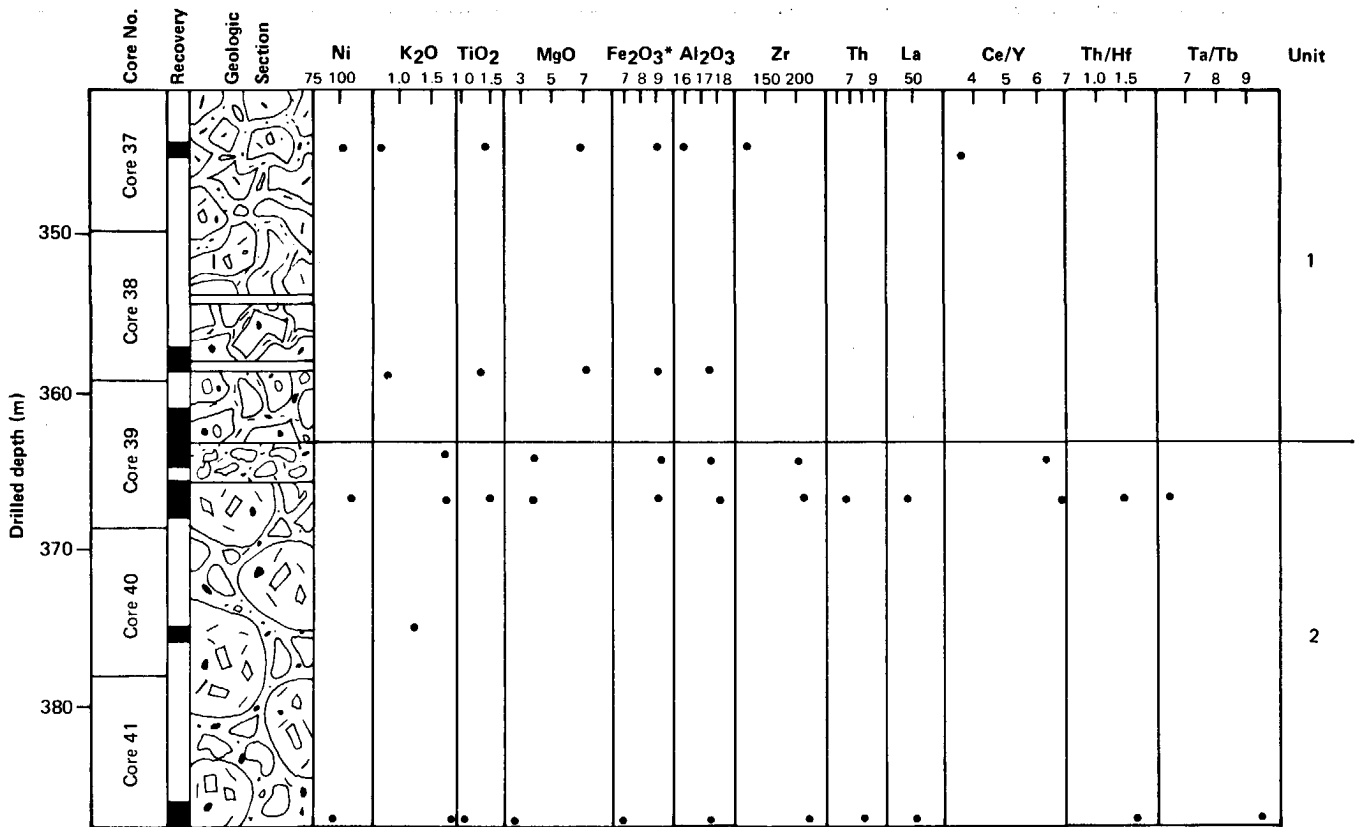 Core No.
Recovery
Geologic
Section
Ni K2O TiO2 MgO Fe2O3* Al2O3 Zr Th La Ce/Y Th/Hf Ta/Tb Unit
75 100 1.0 1.5 1 0 1.5 3 5 7 7 8 9 16 17 18 150 200 7 9 50 4 5 6 7 1.0 1.5 7 8 9
Core 37
350
1
Core 38
360
Core 39
Drilled depth (m)
370
Core 40
2
380
Core 41